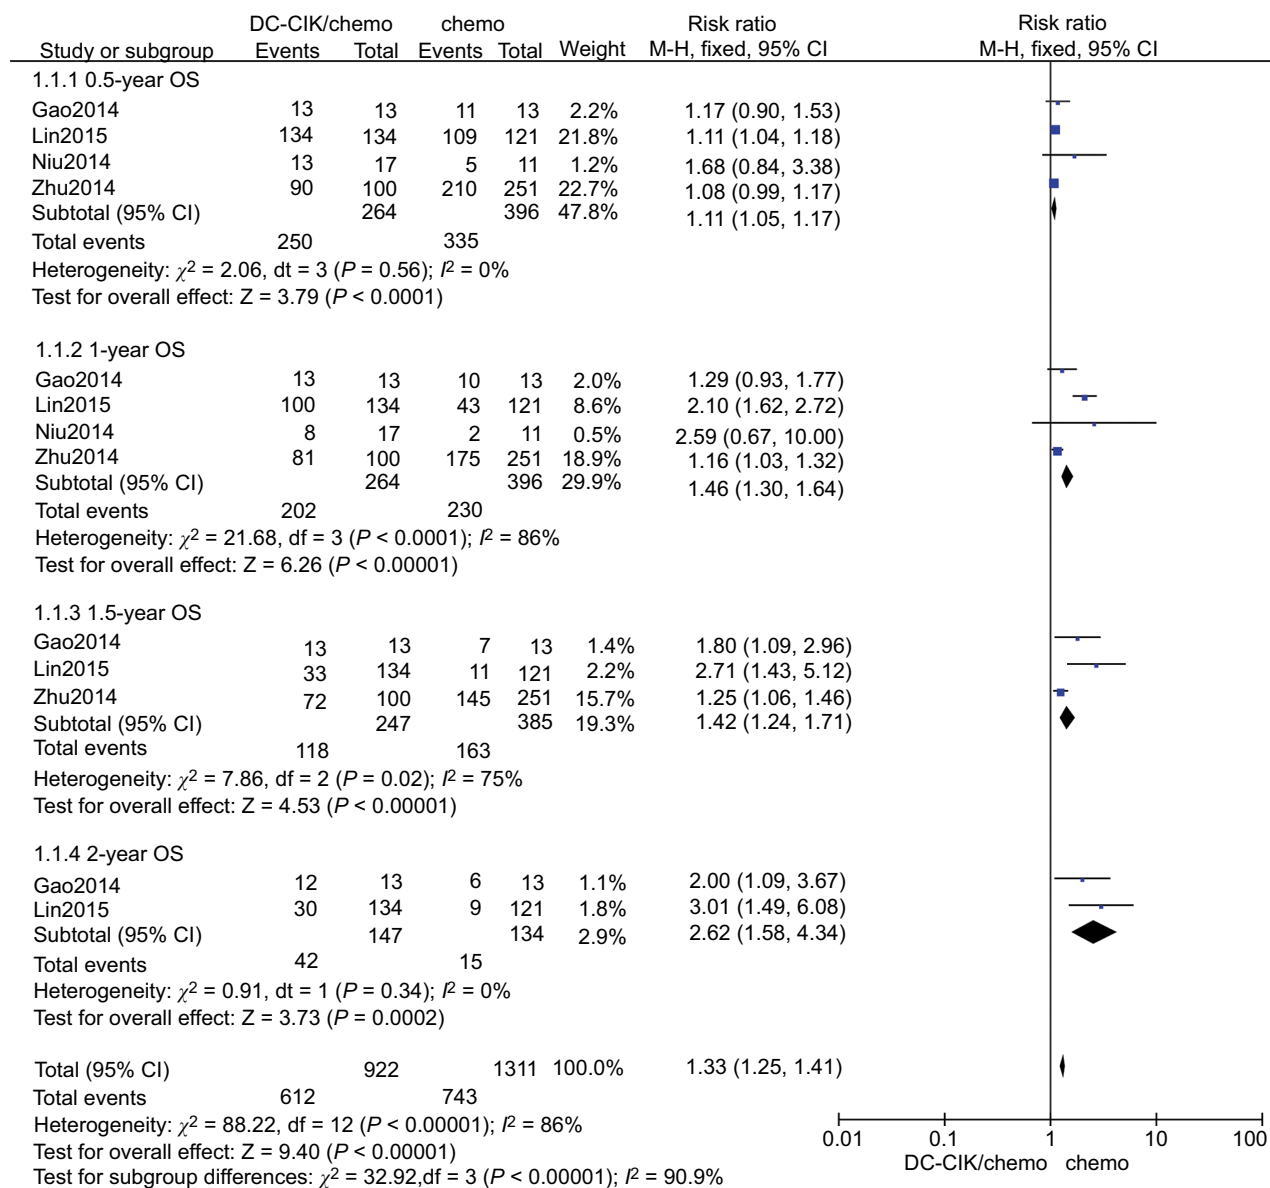 DC-CIK/chemo chemo Risk ratio Risk ratio
Study or subgroup Events Total Events Total Weight M-H, fixed, 95% CI M-H, fixed, 95% CI
1.1.1 0.5-year OS
Gao2014 13 13 11 13 2.2% 1.17 (0.90, 1.53)
Lin2015 134 134 109 121 21.8% 1.11 (1.04, 1.18)
Niu2014 13 17 5 11 1.2% 1.68 (0.84, 3.38)
Zhu2014 90 100 210 251 22.7% 1.08 (0.99, 1.17)
Subtotal (95% CI) 264 396 47.8% 1.11 (1.05, 1.17)
Total events 250 335
Heterogeneity: χ2 = 2.06, dt = 3 (P = 0.56); I2 = 0%
Test for overall effect: Z = 3.79 (P < 0.0001)
1.1.2 1-year OS
Gao2014 13 13 10 13 2.0% 1.29 (0.93, 1.77)
Lin2015 100 134 43 121 8.6% 2.10 (1.62, 2.72)
Niu2014 8 17 2 11 0.5% 2.59 (0.67, 10.00)
Zhu2014 81 100 175 251 18.9% 1.16 (1.03, 1.32)
Subtotal (95% CI) 264 396 29.9% 1.46 (1.30, 1.64)
Total events 202 230
Heterogeneity: χ2 = 21.68, df = 3 (P < 0.0001); I2 = 86%
Test for overall effect: Z = 6.26 (P < 0.00001)
1.1.3 1.5-year OS
Gao2014 13 13 7 13 1.4% 1.80 (1.09, 2.96)
Lin2015 33 134 11 121 2.2% 2.71 (1.43, 5.12)
Zhu2014 72 100 145 251 15.7% 1.25 (1.06, 1.46)
Subtotal (95% CI) 247 385 19.3% 1.42 (1.24, 1.71)
Total events 118 163
Heterogeneity: χ2 = 7.86, df = 2 (P = 0.02); I2 = 75%
Test for overall effect: Z = 4.53 (P < 0.00001)
1.1.4 2-year OS
Gao2014 12 13 6 13 1.1% 2.00 (1.09, 3.67)
Lin2015 30 134 9 121 1.8% 3.01 (1.49, 6.08)
Subtotal (95% CI) 147 134 2.9% 2.62 (1.58, 4.34)
Total events 42 15
Heterogeneity: χ2 = 0.91, dt = 1 (P = 0.34); I2 = 0%
Test for overall effect: Z = 3.73 (P = 0.0002)
Total (95% CI) 922 1311 100.0% 1.33 (1.25, 1.41)
Total events 612 743
Heterogeneity: χ2 = 88.22, df = 12 (P < 0.00001); I2 = 86%
Test for overall effect: Z = 9.40 (P < 0.00001)
Test for subgroup differences: χ2 = 32.92,df = 3 (P < 0.00001); I2 = 90.9%
0.01 0.1 1 10 100
DC-CIK/chemo chemo